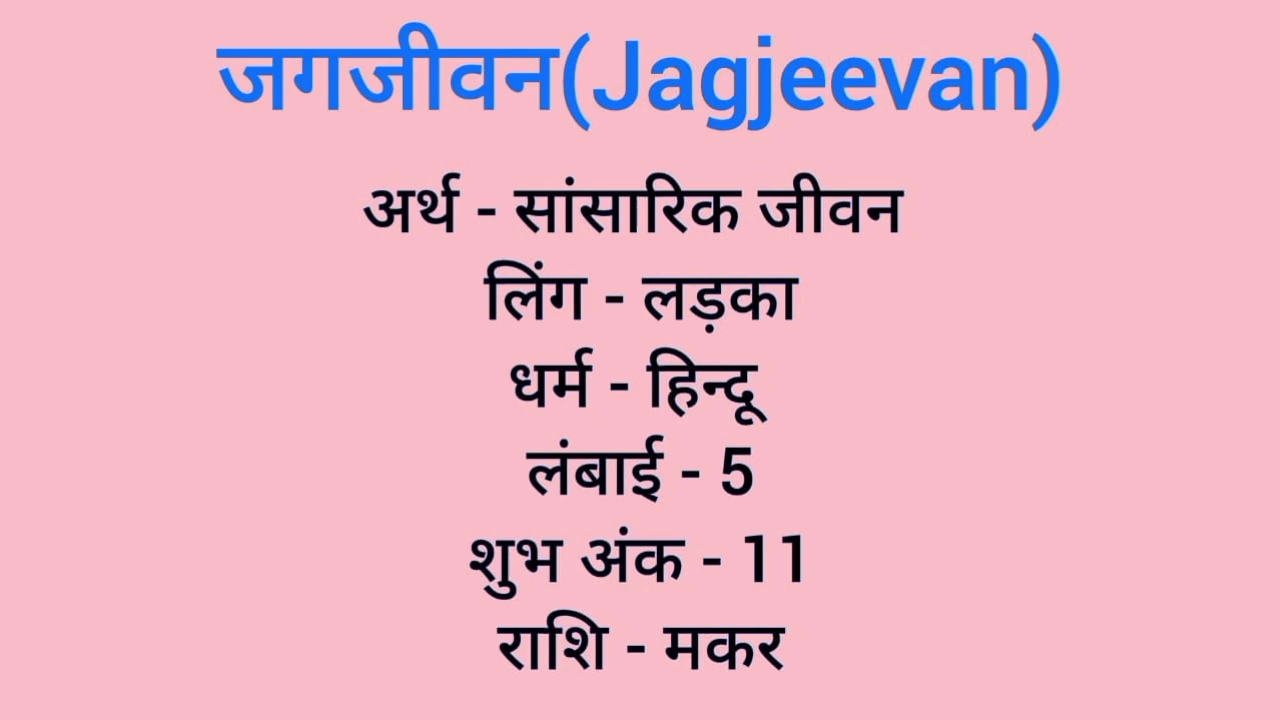 जगजीवन(Jagjeevan)
अर्थ - सांसारिक जीवन
लिंग - लड़का
धर्म - हिन्दू
लंबाई - 5
शुभ अंक - 11
राशि - मकर